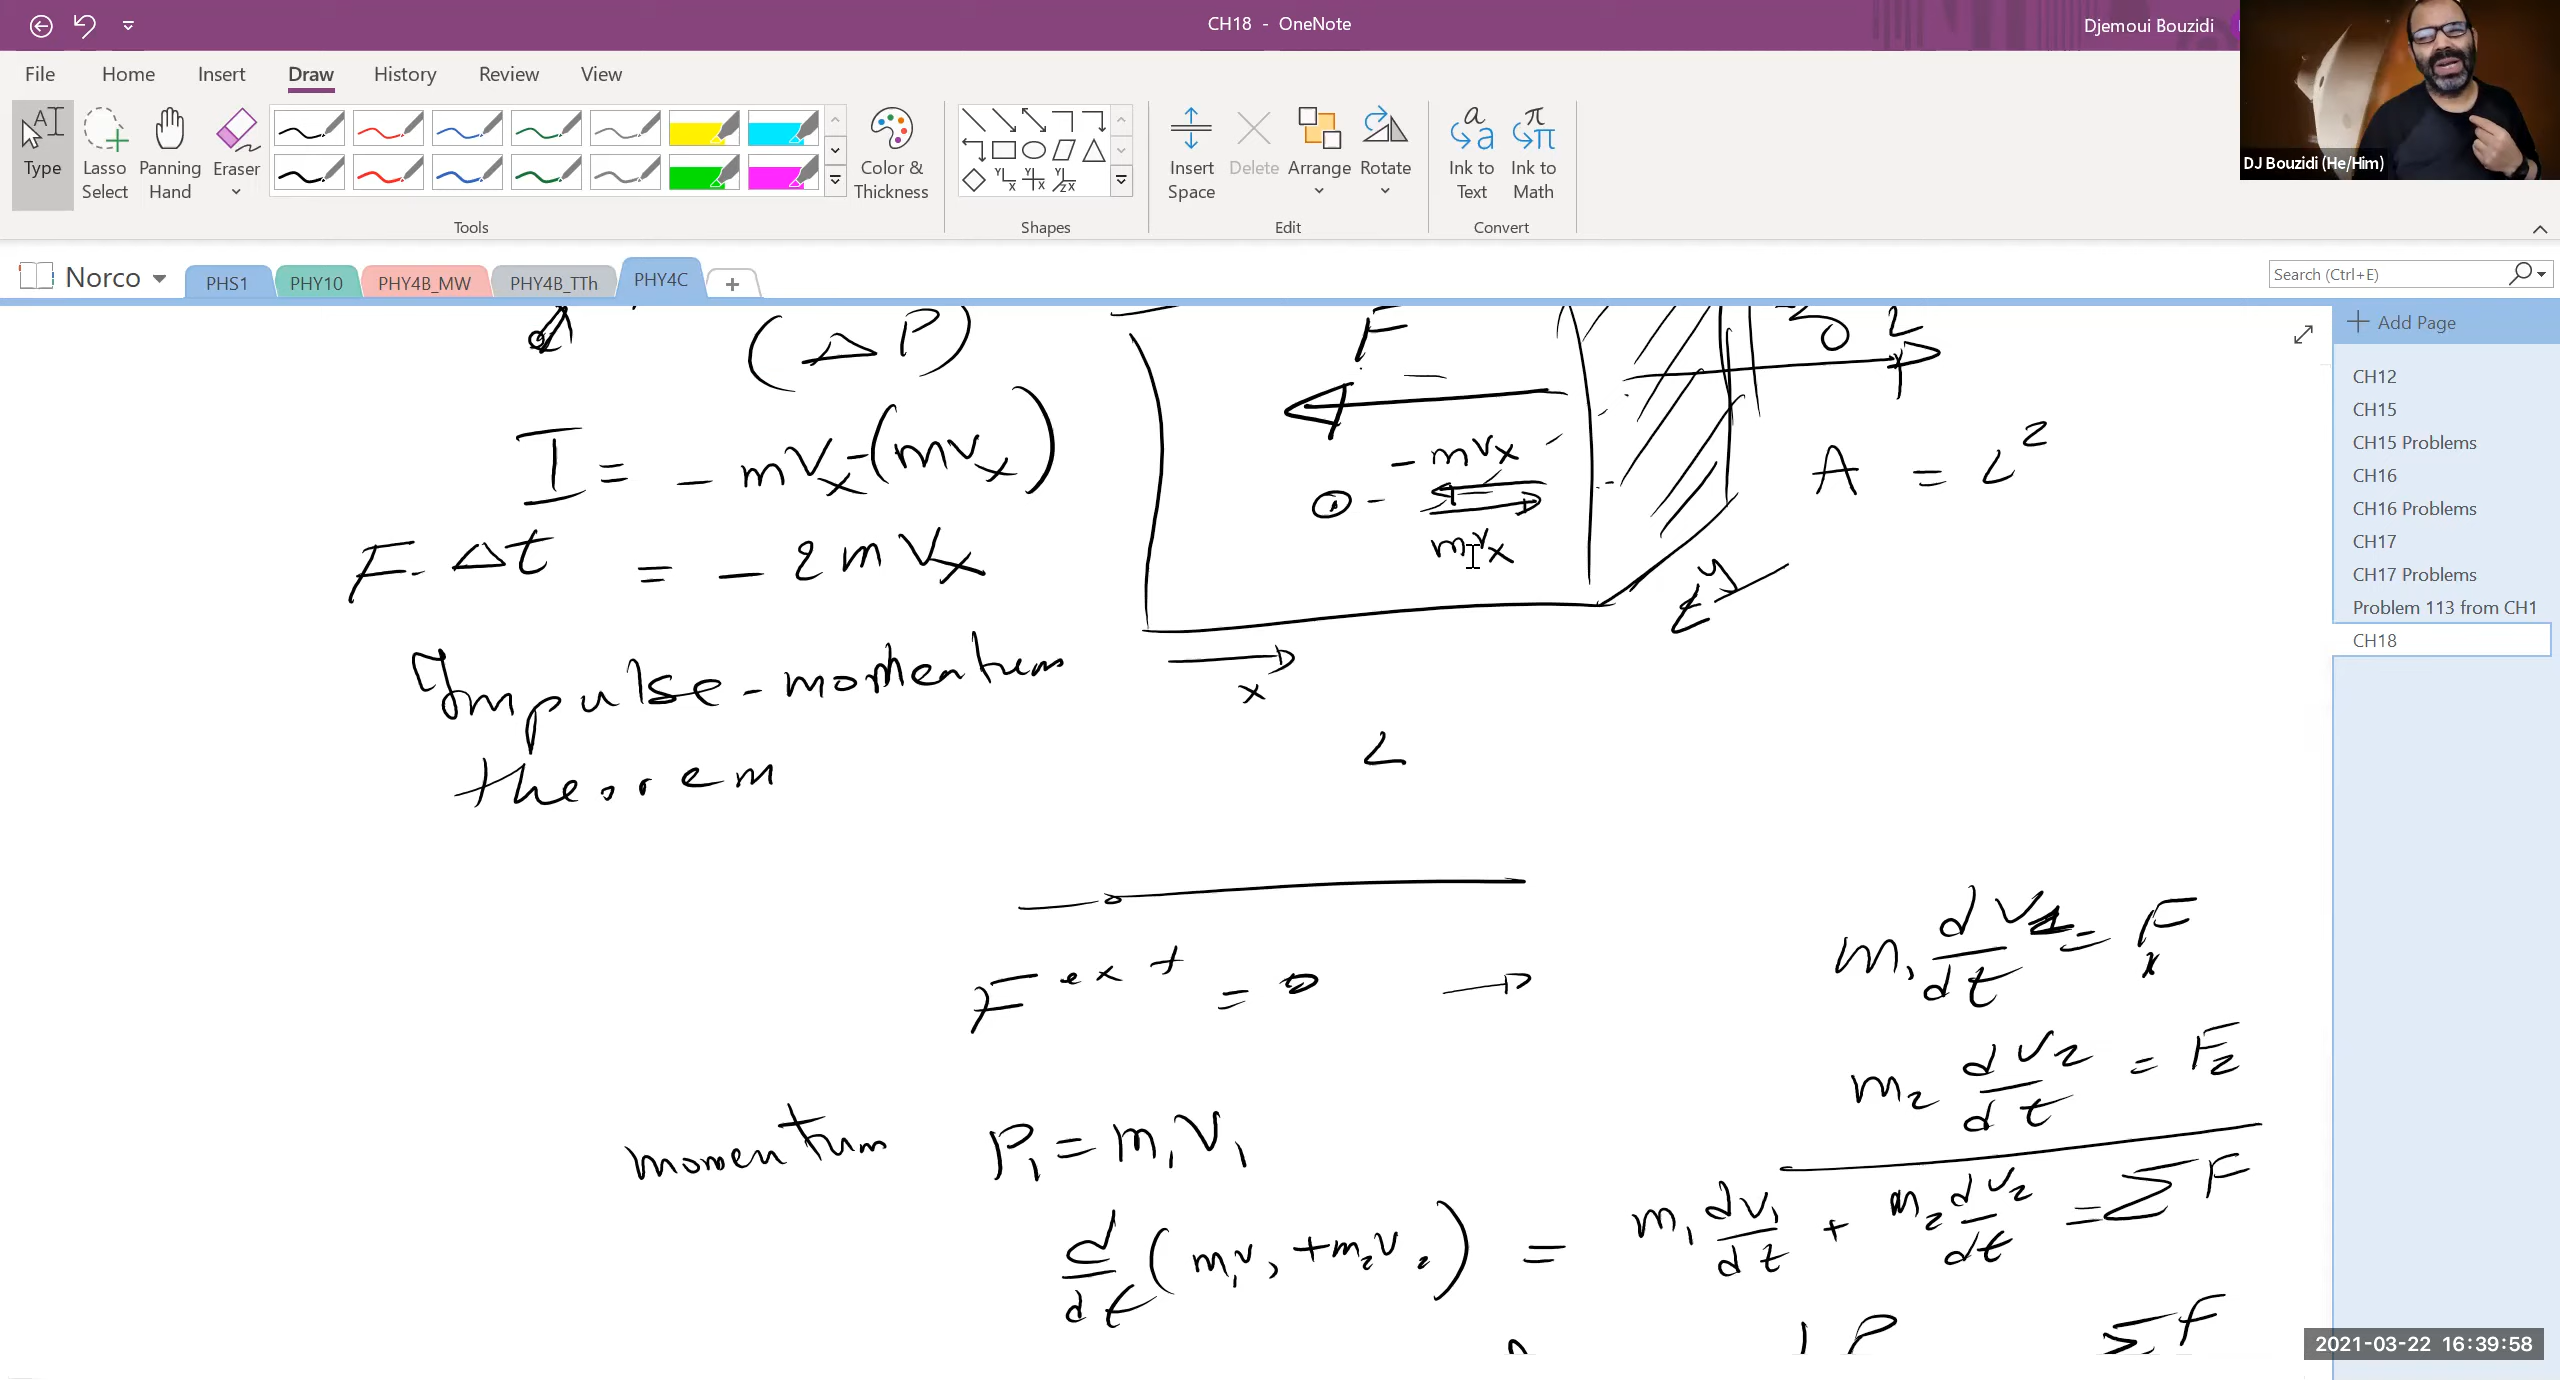 CH18 - OneNote
Djemoui Bouzidi
File Home Insert Draw History Review View
Type
Lasso Select
Panning Hand
Eraser
Color & Thickness
Insert Space
Delete
Arrange
Rotate
Ink to Text
Ink to Math
Tools
Shapes
Edit
Convert
DJ Bouzidi (He/Him)
Norco
PHS1 PHY10 PHY4B_MW PHY4B_TTh PHY4C +
Search (Ctrl+E)
Add Page
CH12
CH15
CH15 Problems
CH16
CH16 Problems
CH17
CH17 Problems
Problem 113 from CH1
CH18
(△P)
I = - mVx - (mvx)
F. Δt = - 2 m Vx
Impulse-momentum
theorem
F
- mvx
mvx
A = L²
y
x
L
F ext = 0 →
m1 dV1/dt = F1
m2 dv2/dt = F2
m1 dv1/dt + m2 dv2/dt = ΣF
momentum P1 = m1V1
d/dt (m1v1 + m2v2) =
dP ΣF
2021-03-22 16:39:58